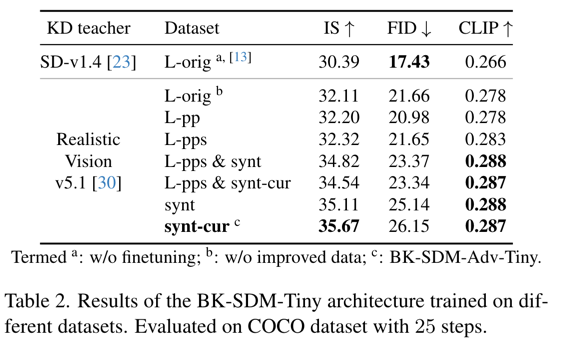 KD teacher Dataset IS ↑ FID ↓ CLIP ↑
SD-v1.4 [23] L-orig a, [13] 30.39 17.43 0.266
L-orig b 32.11 21.66 0.278
L-pp 32.20 20.98 0.278
Realistic L-pps 32.32 21.65 0.283
Vision L-pps & synt 34.82 23.37 0.288
v5.1 [30] L-pps & synt-cur 34.54 23.34 0.287
synt 35.11 25.14 0.288
synt-cur c 35.67 26.15 0.287
Termed a: w/o finetuning; b: w/o improved data; c: BK-SDM-Adv-Tiny.
Table 2. Results of the BK-SDM-Tiny architecture trained on dif-
ferent datasets. Evaluated on COCO dataset with 25 steps.